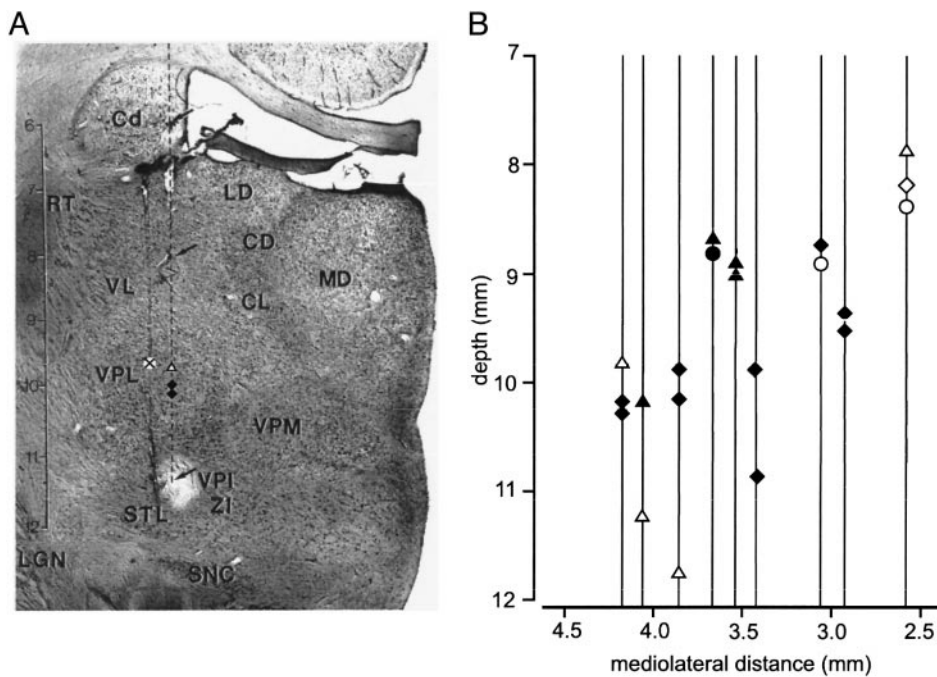 A
Cd
6
7
RT
LD
CD
8
VL
MD
CL
9
VPL
10
VPM
11
VPI
STL
ZI
12
LGN
SNC
B
7
8
9
10
11
12
depth (mm)
4.5 4.0 3.5 3.0 2.5
mediolateral distance (mm)